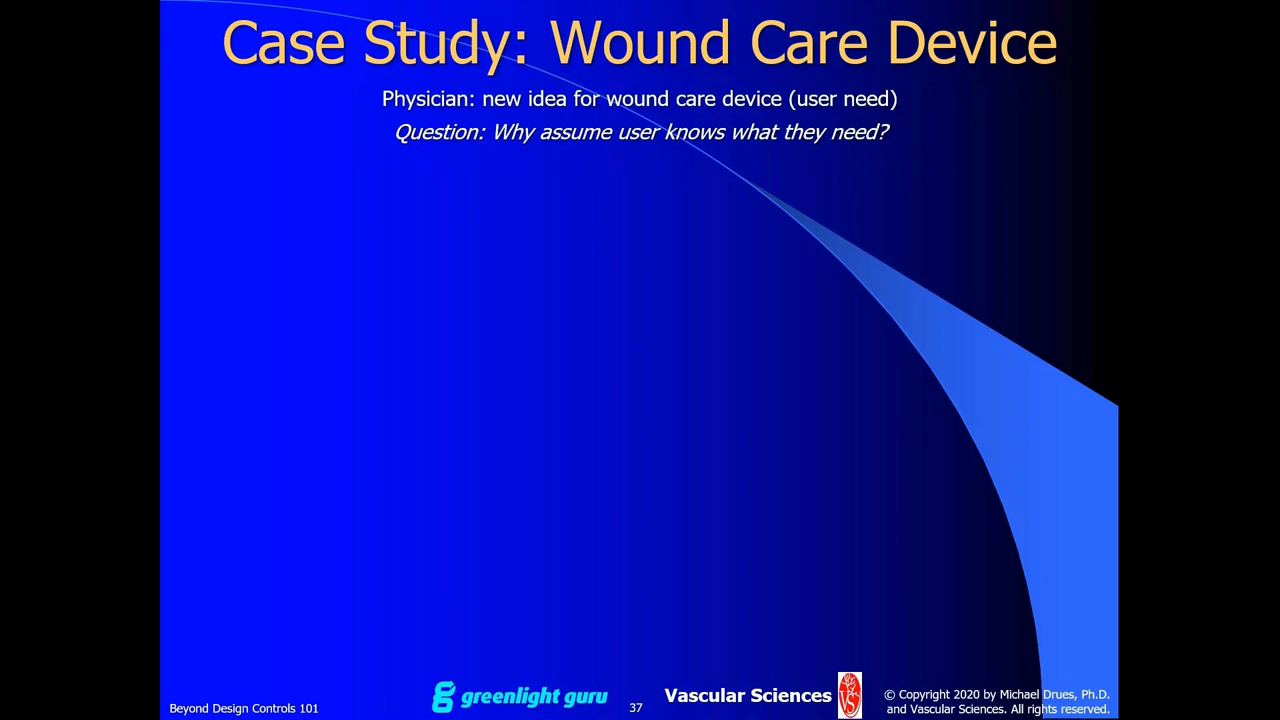 Case Study: Wound Care Device
Physician: new idea for wound care device (user need)
Question: Why assume user knows what they need?
Beyond Design Controls 101
greenlight guru
37
Vascular Sciences
VS
© Copyright 2020 by Michael Drues, Ph.D.
and Vascular Sciences. All rights reserved.